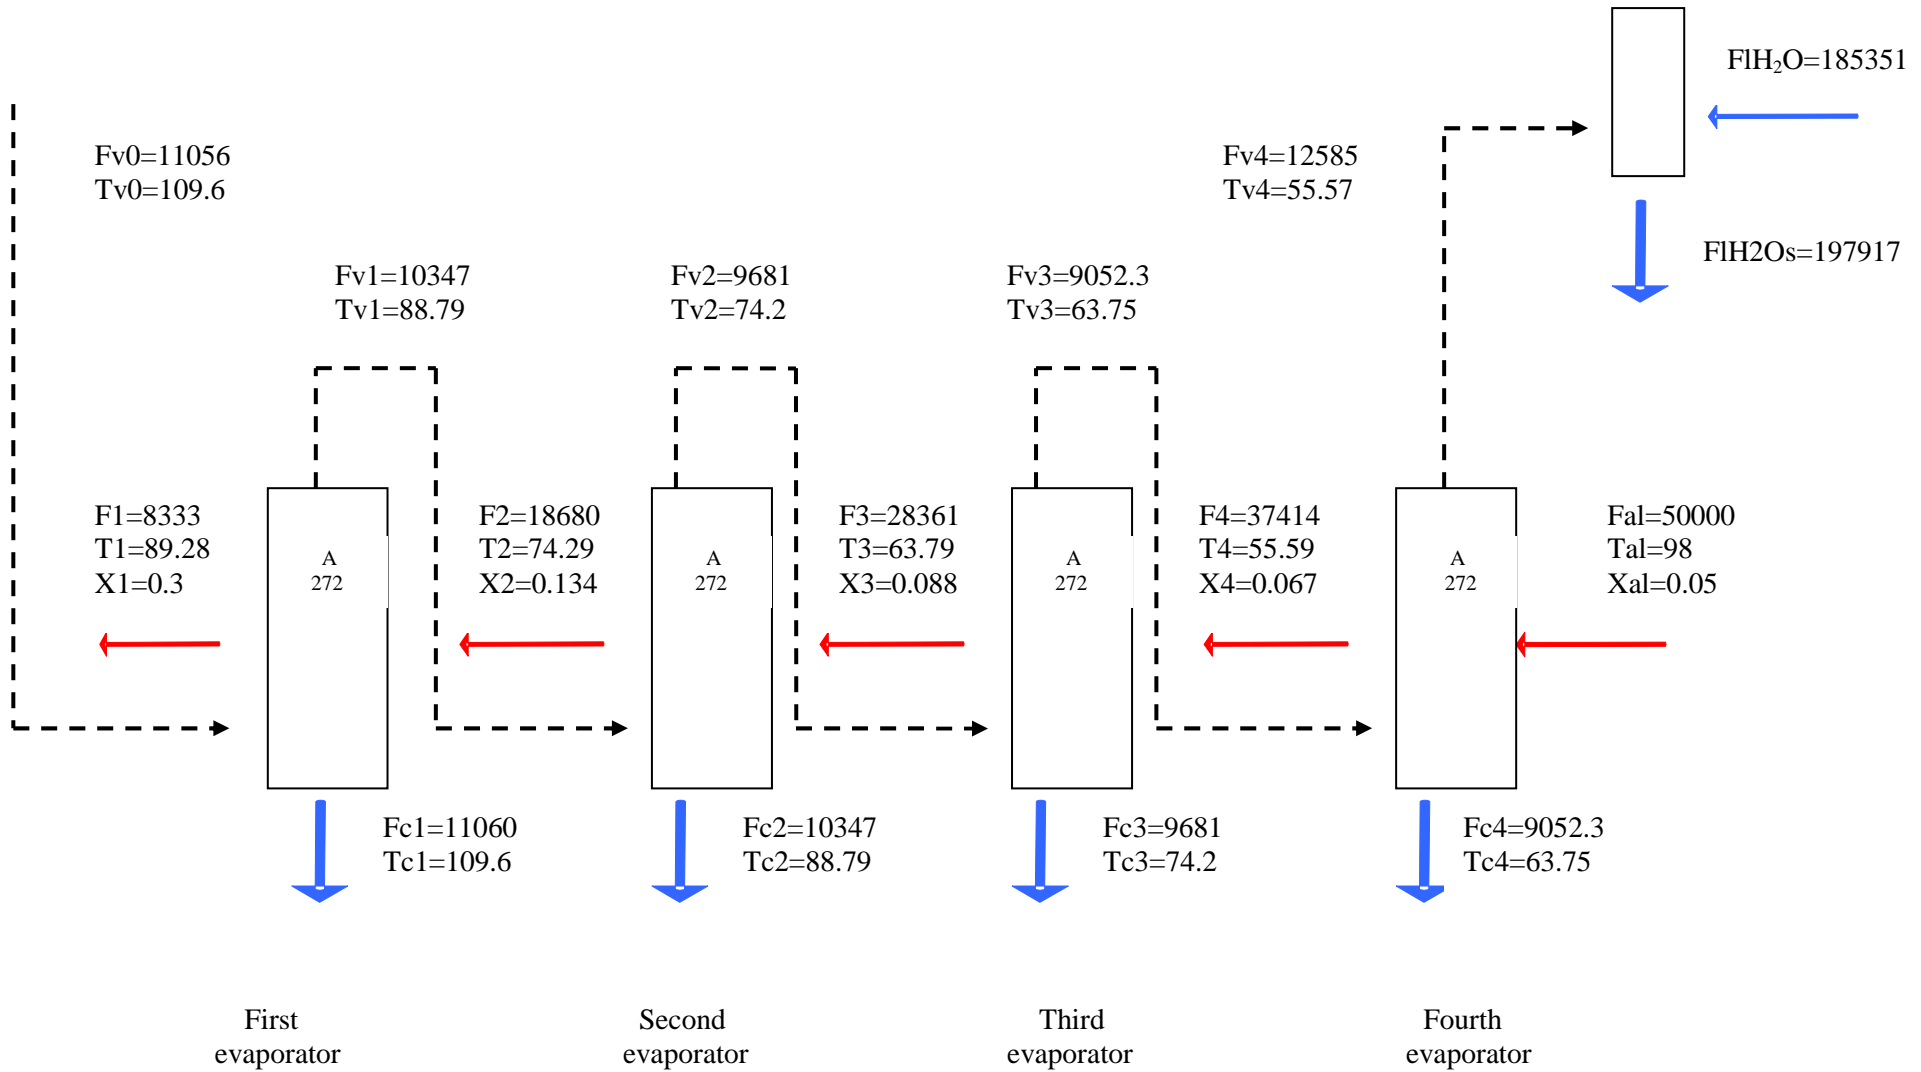 FlH₂O=185351
Fv0=11056
Tv0=109.6
Fv4=12585
Tv4=55.57
FlH2Os=197917
Fv1=10347
Tv1=88.79
Fv2=9681
Tv2=74.2
Fv3=9052.3
Tv3=63.75
F1=8333
T1=89.28
X1=0.3
A
272
F2=18680
T2=74.29
X2=0.134
A
272
F3=28361
T3=63.79
X3=0.088
A
272
F4=37414
T4=55.59
X4=0.067
A
272
Fal=50000
Tal=98
Xal=0.05
Fc1=11060
Tc1=109.6
Fc2=10347
Tc2=88.79
Fc3=9681
Tc3=74.2
Fc4=9052.3
Tc4=63.75
First
evaporator
Second
evaporator
Third
evaporator
Fourth
evaporator